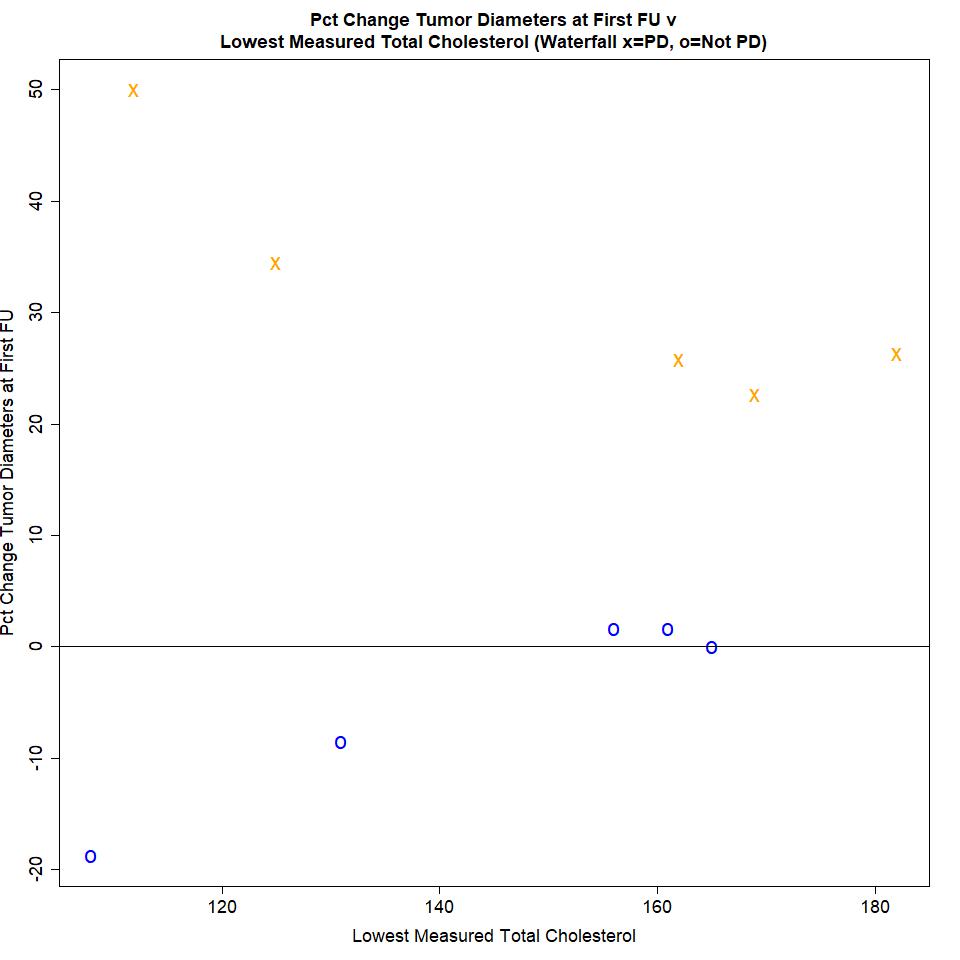 Pct Change Tumor Diameters at First FU v
Lowest Measured Total Cholesterol (Waterfall x=PD, o=Not PD)
Pct Change Tumor Diameters at First FU
50
40
30
20
10
0
-10
-20
X
X
X
X
X
O
O
O
O
O
120
140
160
180
Lowest Measured Total Cholesterol